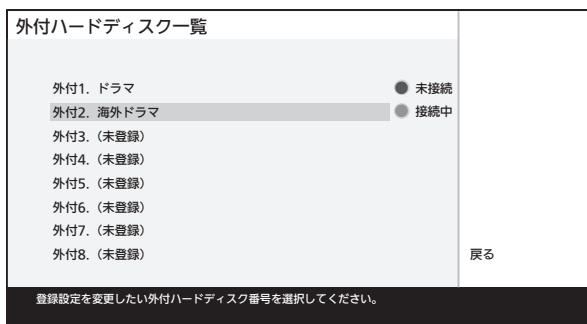 外付ハードディスク一覧
外付1. ドラマ 未接続
外付2. 海外ドラマ 接続中
外付3.（未登録）
外付4.（未登録）
外付5.（未登録）
外付6.（未登録）
外付7.（未登録）
外付8.（未登録） 戻る
登録設定を変更したい外付ハードディスク番号を選択してください。